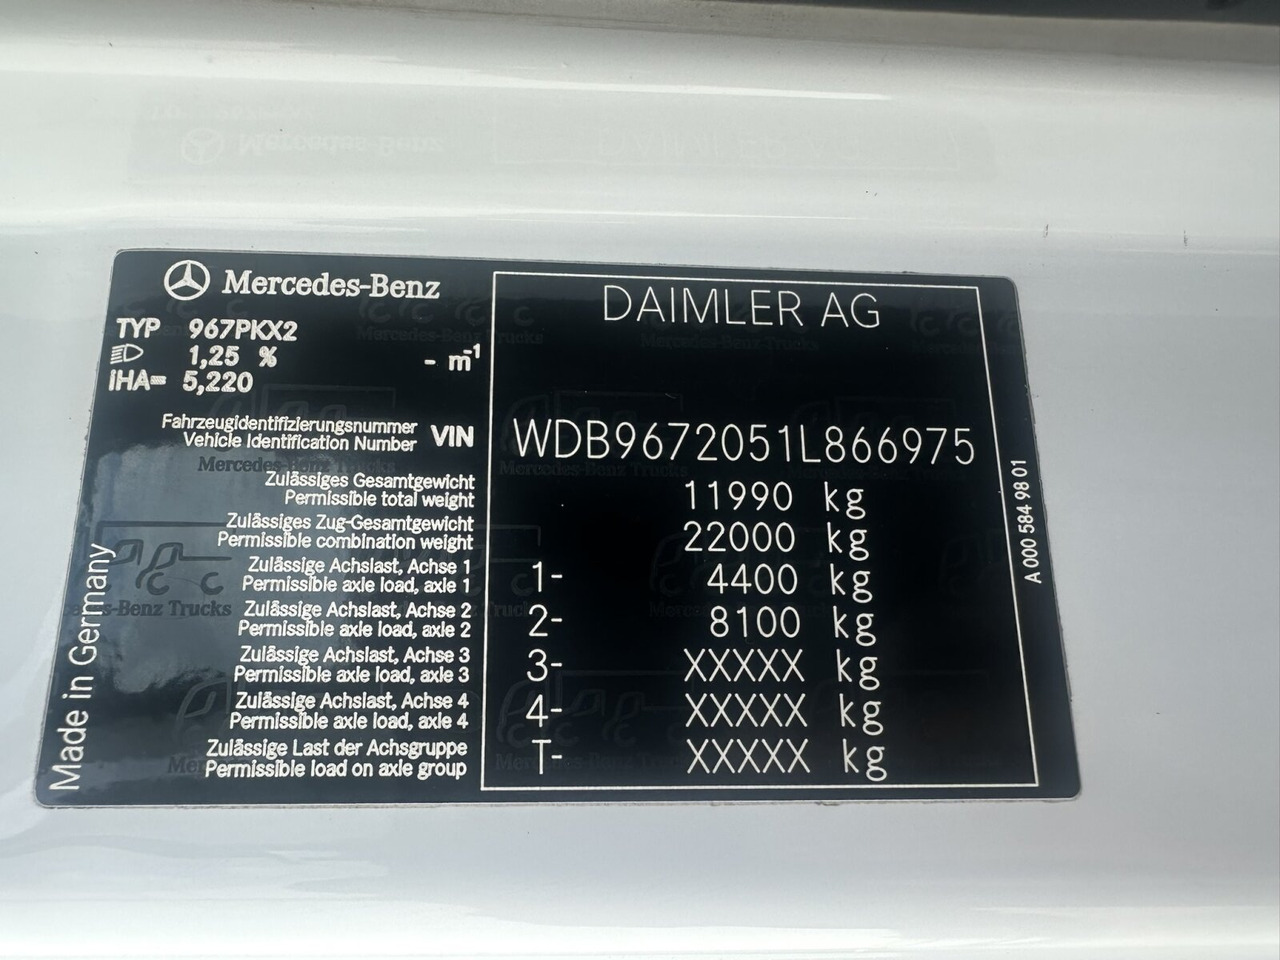 Mercedes-Benz
DAIMLER AG
TYP 967PKX2
1,25 % - m⁻¹
iHA= 5,220
Fahrzeugidentifizierungsnummer
Vehicle Identification Number VIN WDB9672051L866975
Zulässiges Gesamtgewicht
Permissible total weight 11990 kg
Zulässiges Zug-Gesamtgewicht
Permissible combination weight 22000 kg
Zulässige Achslast, Achse 1
Permissible axle load, axle 1 1- 4400 kg
Zulässige Achslast, Achse 2
Permissible axle load, axle 2 2- 8100 kg
Zulässige Achslast, Achse 3
Permissible axle load, axle 3 3- XXXXX kg
Zulässige Achslast, Achse 4
Permissible axle load, axle 4 4- XXXXX kg
Zulässige Last der Achsgruppe
Permissible load on axle group T- XXXXX kg
Made in Germany
A 000 584 98 01
Mercedes-Benz Trucks